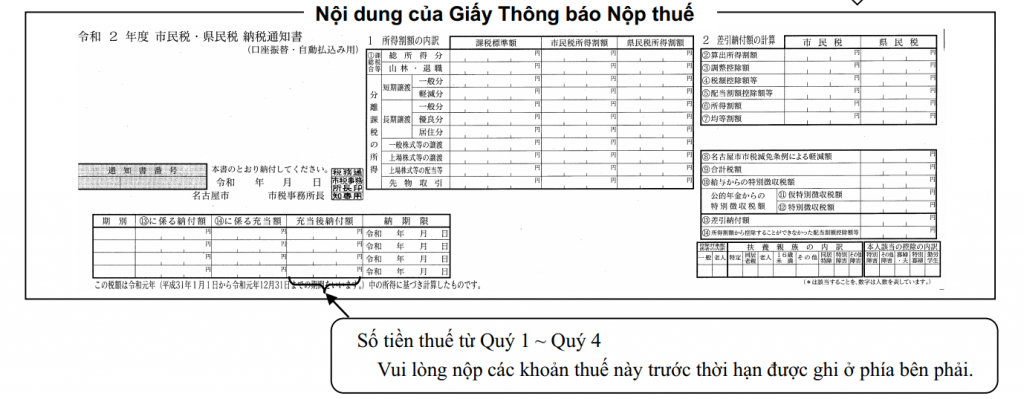 Nội dung của Giấy Thông báo Nộp thuế
令和 2 年度 市民税・県民税 納税通知書
(口座振替・自動払込み用)
通知書番号
本書のとおり納付してください。
令和 年 月 日
名古屋市 市税事務所長
税務通
市税事務
所長印
知専用
期別 ⑬に係る納付額 ⑭に係る充当額 充当後納付額 納期限
円 円 円 令和 年 月 日
円 円 円 令和 年 月 日
円 円 円 令和 年 月 日
円 円 円 令和 年 月 日
この税額は令和元年(平成31年1月1日から令和元年12月31日までの期間をいいます。)中の所得に基づき計算したものです。
1 所得割額の内訳
課税標準額 市民税所得割額 県民税所得割額
①課総税合等
総所得分 円 円 円
山林・退職 円 円 円
分離課税の所得
短期譲渡 一般分 円 円 円
軽減分 円 円 円
長期譲渡 一般分 円 円 円
優良分 円 円 円
居住分 円 円 円
一般株式等の譲渡 円 円 円
上場株式等の譲渡 円 円 円
上場株式等の配当等 円 円 円
先物取引 円 円 円
2 差引納付額の計算
市民税 県民税
②算出所得割額 円 円
③調整控除額 円 円
④税額控除額等 円 円
⑤配当割額控除額等 円 円
⑥所得割額 円 円
⑦均等割額 円 円
⑧名古屋市市税減免条例による軽減額 円
⑨合計税額 円
⑩給与からの特別徴収税額 円
公的年金からの特別徴収税額 ⑪仮特別徴収税額 円
⑫特別徴収税額 円
⑬差引納付額 円
⑭所得割額から控除することができなかった配当割額控除額等 円
扶養親族の内訳
本人該当の控除の内訳
一般 老人 特定 同居老親 老人 16歳未満 その他 同居特障 特別障害 その他障害
特別障害 その他障害 寡婦・夫 特別寡婦 勤労学生
(*は該当することを、数字は人数を表しています。)
Số tiền thuế từ Quý 1 ~ Quý 4
Vui lòng nộp các khoản thuế này trước thời hạn được ghi ở phía bên phải.